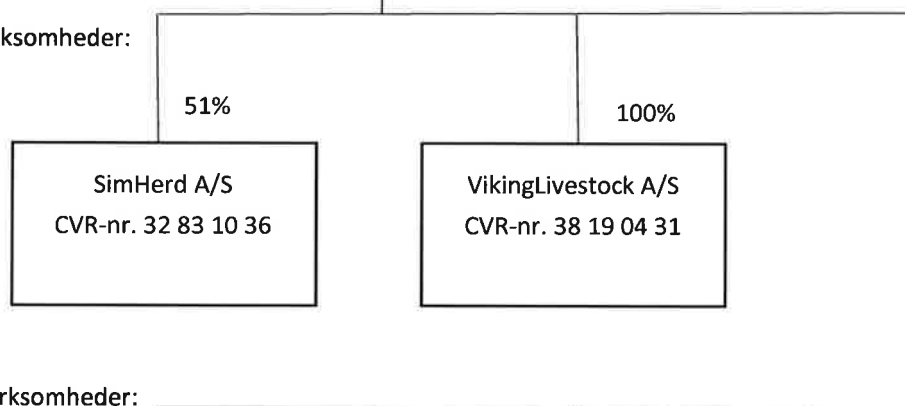 ksomheder:
51%
100%
SimHerd A/S
CVR-nr. 32 83 10 36
VikingLivestock A/S
CVR-nr. 38 19 04 31
rksomheder: